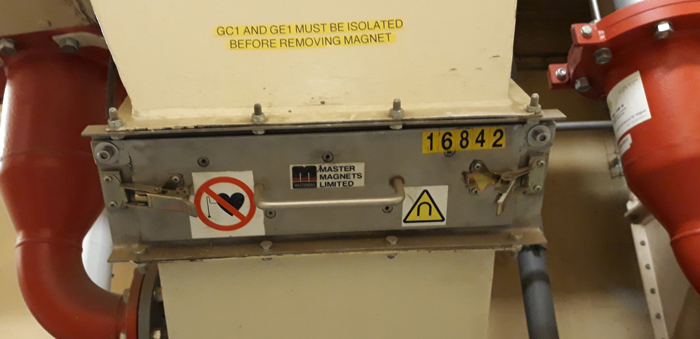 GC1 AND GE1 MUST BE ISOLATED
BEFORE REMOVING MAGNET
16842
MASTER
MAGNETS
LIMITED